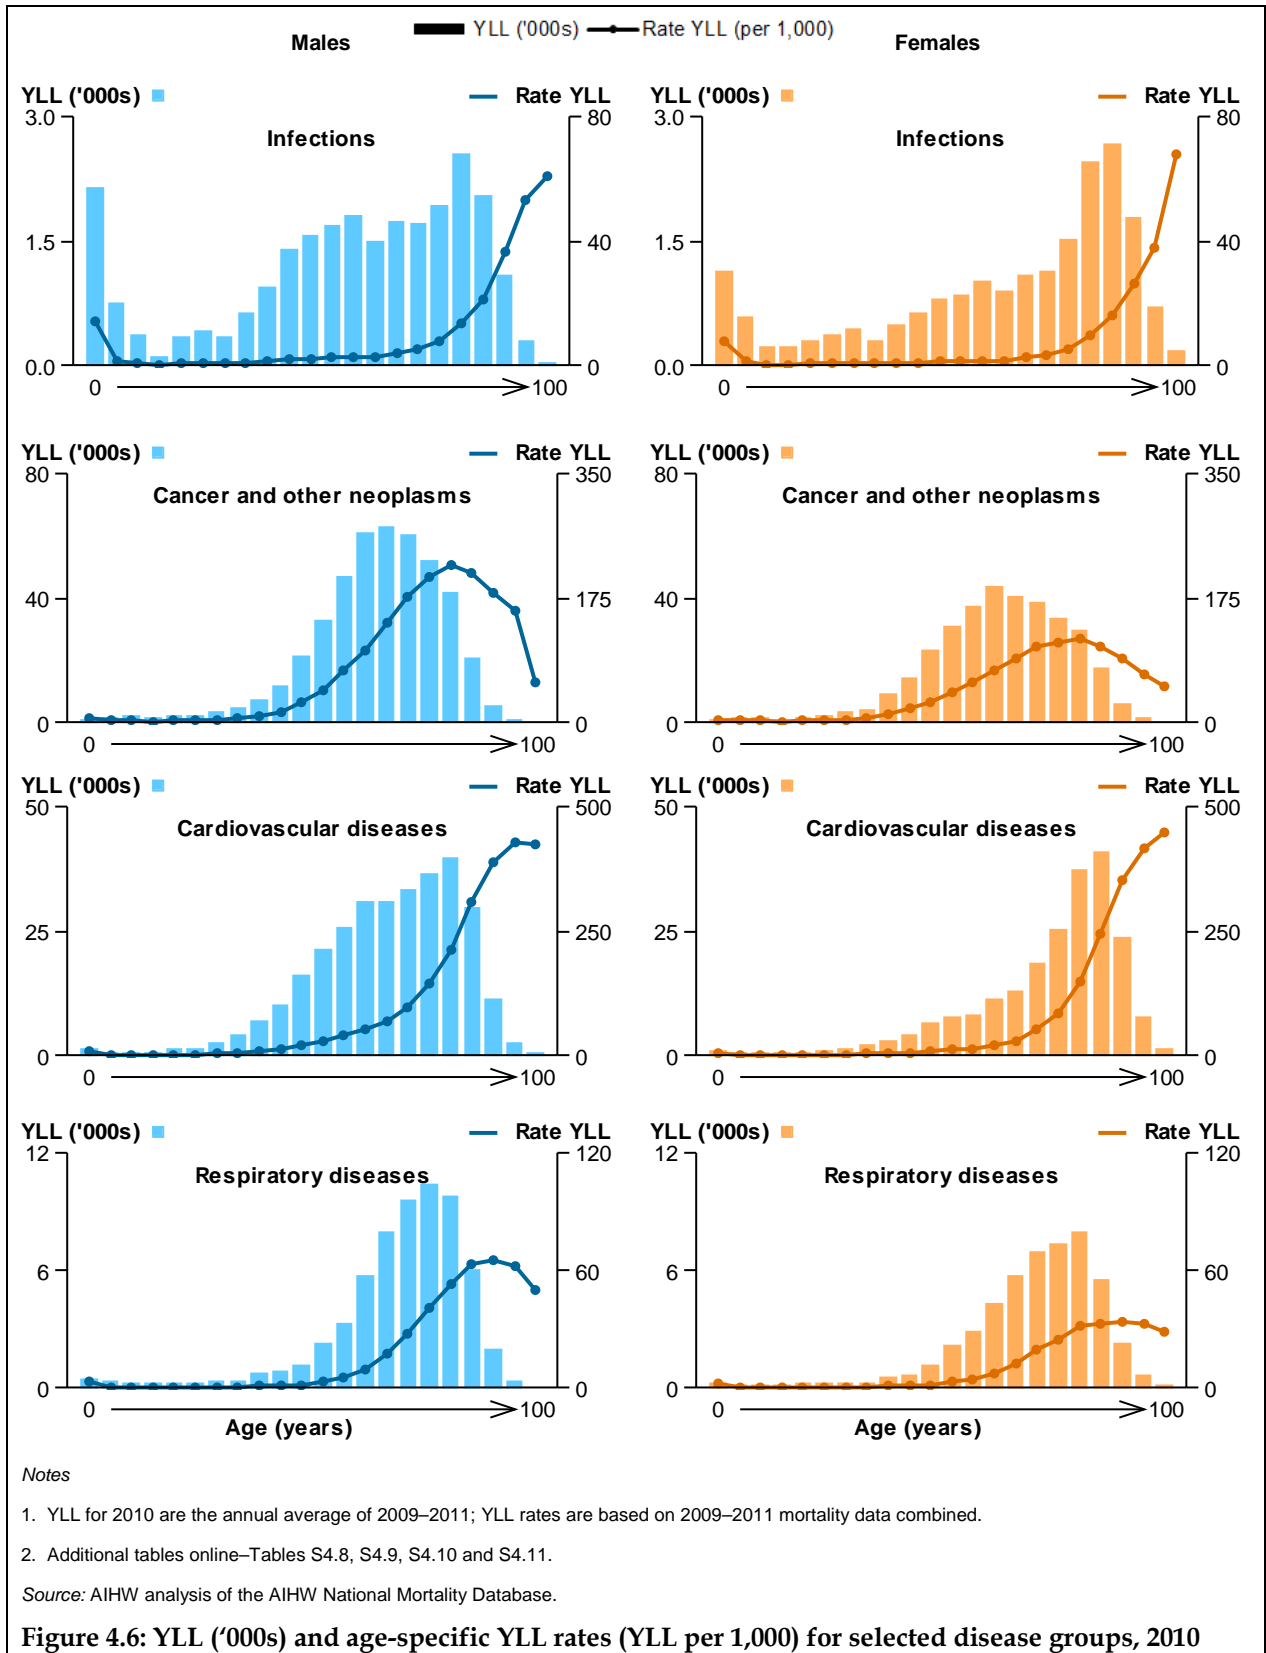 YLL ('000s) Rate YLL (per 1,000)
Males Females
YLL ('000s) Rate YLL YLL ('000s) Rate YLL
3.0 80 3.0 80
Infections Infections
1.5 40 1.5 40
0.0 0 0.0 0
0 100 0 100
YLL ('000s) Rate YLL YLL ('000s) Rate YLL
80 350 80 350
Cancer and other neoplasms Cancer and other neoplasms
40 175 40 175
0 0 0 0
0 100 0 100
YLL ('000s) Rate YLL YLL ('000s) Rate YLL
50 500 50 500
Cardiovascular diseases Cardiovascular diseases
25 250 25 250
0 0 0 0
0 100 0 100
YLL ('000s) Rate YLL YLL ('000s) Rate YLL
12 120 12 120
Respiratory diseases Respiratory diseases
6 60 6 60
0 0 0 0
0 100 0 100
Age (years) Age (years)
Notes
1. YLL for 2010 are the annual average of 2009–2011; YLL rates are based on 2009–2011 mortality data combined.
2. Additional tables online–Tables S4.8, S4.9, S4.10 and S4.11.
Source: AIHW analysis of the AIHW National Mortality Database.
Figure 4.6: YLL (‘000s) and age-specific YLL rates (YLL per 1,000) for selected disease groups, 2010